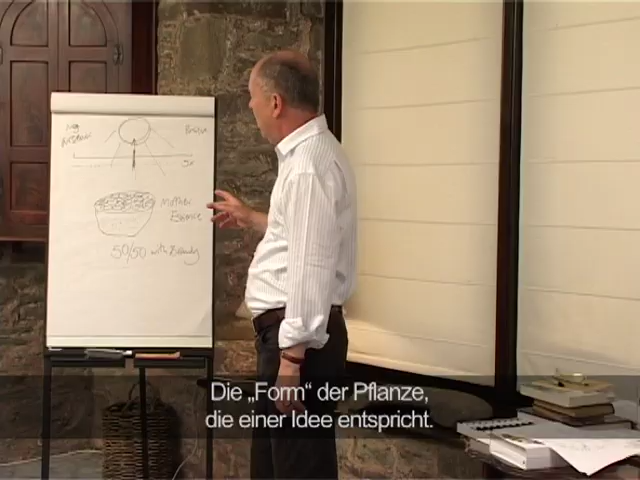 Mother
Essence
50/50 with Brandy
Die „Form“ der Pflanze,
die einer Idee entspricht.